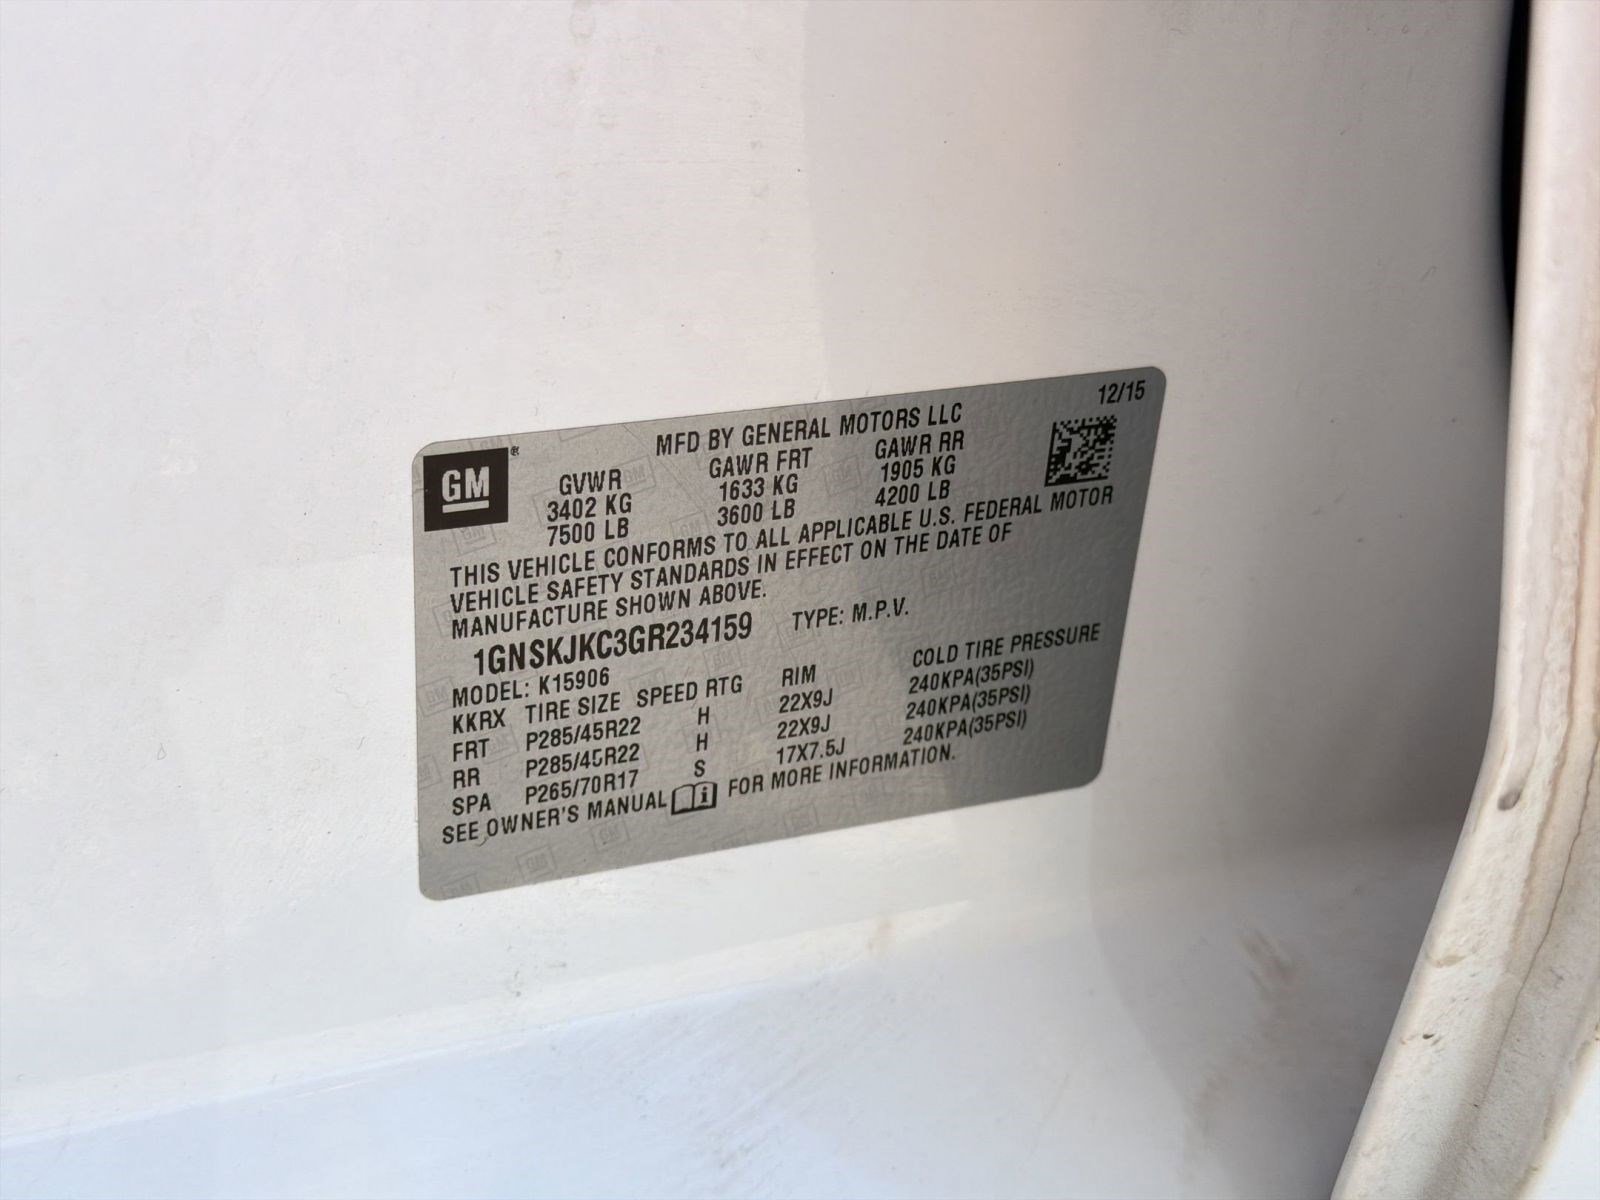 12/15
MFD BY GENERAL MOTORS LLC
GM®
GVWR GAWR FRT GAWR RR
3402 KG 1633 KG 1905 KG
7500 LB 3600 LB 4200 LB
THIS VEHICLE CONFORMS TO ALL APPLICABLE U.S. FEDERAL MOTOR
VEHICLE SAFETY STANDARDS IN EFFECT ON THE DATE OF
MANUFACTURE SHOWN ABOVE.
1GNSKJKC3GR234159 TYPE: M.P.V.
MODEL: K15906
KKRX TIRE SIZE SPEED RTG RIM COLD TIRE PRESSURE
FRT P285/45R22 H 22X9J 240KPA(35PSI)
RR P285/45R22 H 22X9J 240KPA(35PSI)
SPA P265/70R17 S 17X7.5J 240KPA(35PSI)
SEE OWNER'S MANUAL FOR MORE INFORMATION.